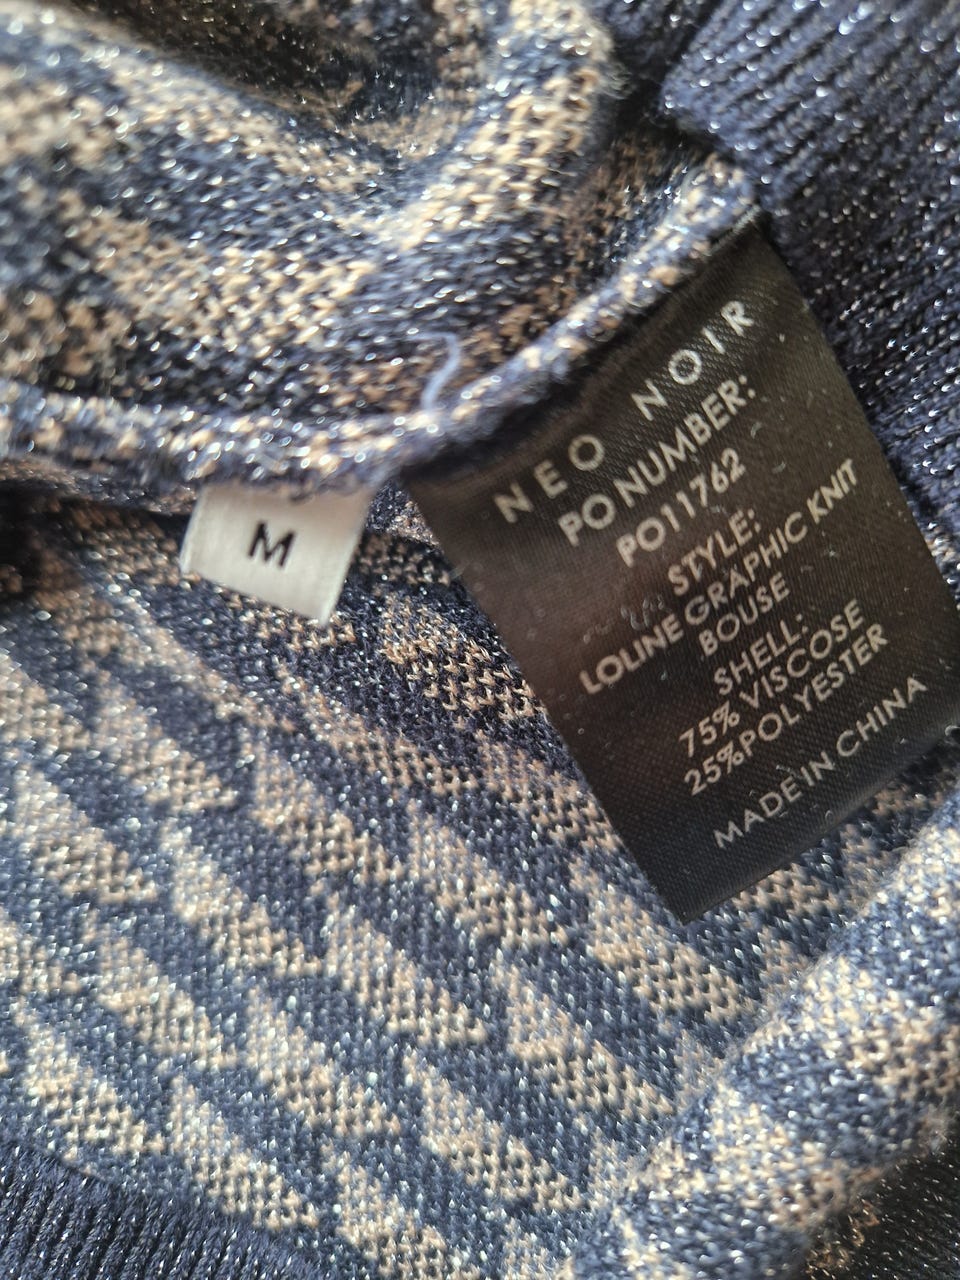 M
NEO NOIR
PO NUMBER:
PO11762
STYLE:
LOLINE GRAPHIC KNIT
BOUSE
SHELL:
75% VISCOSE
25%POLYESTER
MADE IN CHINA